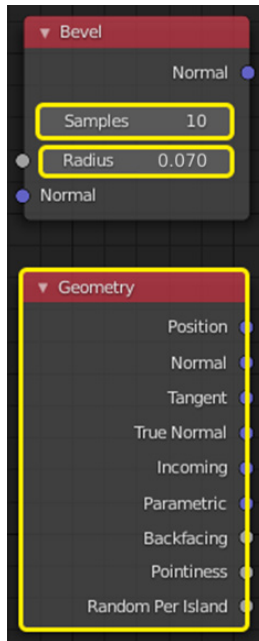 Bevel
Normal
Samples 10
Radius 0.070
Normal
Geometry
Position
Normal
Tangent
True Normal
Incoming
Parametric
Backfacing
Pointiness
Random Per Island